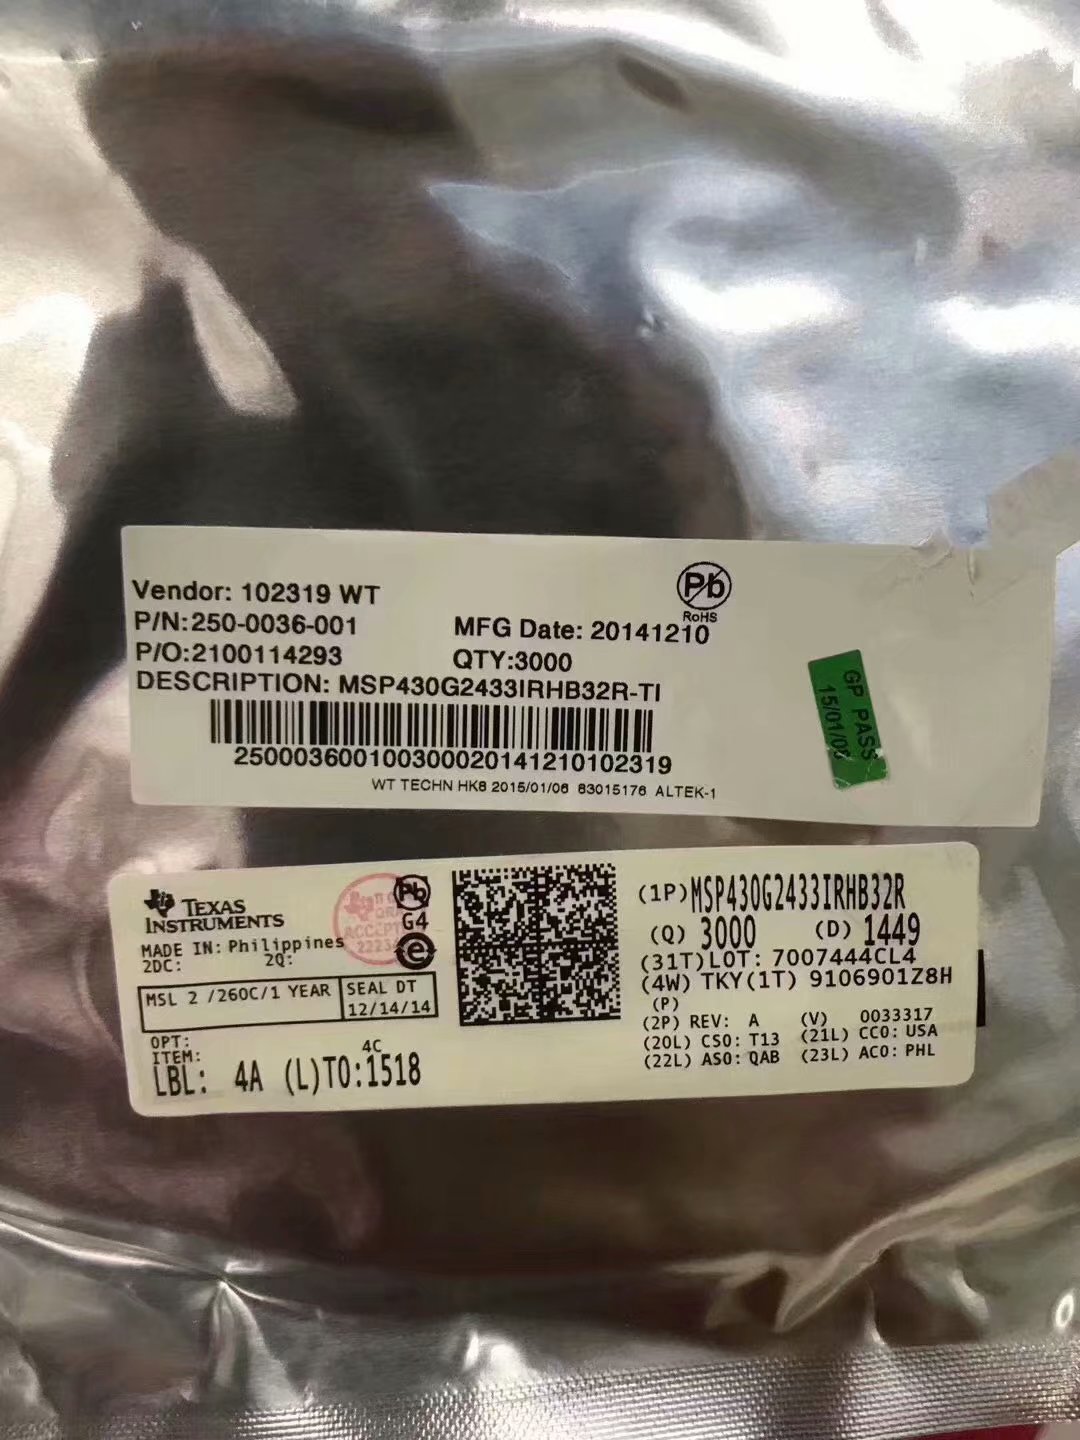 Vendor: 102319 WT
P/N:250-0036-001
P/O:2100114293
MFG Date: 20141210
QTY:3000
DESCRIPTION: MSP430G2433IRHB32R-TI
Pb
RoHS
GP PASS
25000360010030002014121010​2319
WT TECHN HK8 2015/01/06 83015176 ALTEK-1
TEXAS
INSTRUMENTS
MADE IN: Philippines
2DC: 2Q:
Pb
G4
MSL 2 /260C/1 YEAR
SEAL DT
12/14/14
OPT:
ITEM:
4C
LBL: 4A (L)T0:1518
(1P)MSP430G2433IRHB32R
(Q) 3000 (D) 1449
(31T)LOT: 7007444CL4
(4W) TKY(1T) 9106901Z8H
(P)
(2P) REV: A (V) 0033317
(20L) CSO: T13 (21L) CCO: USA
(22L) ASO: QAB (23L) ACO: PHL